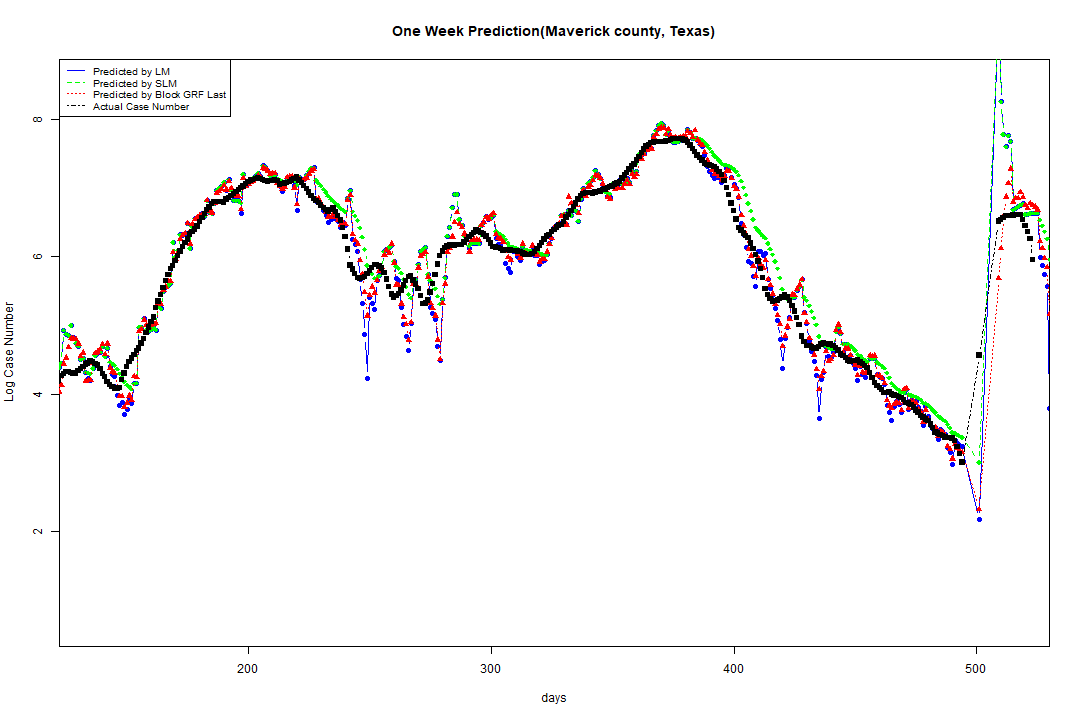 One Week Prediction(Maverick county, Texas)
Predicted by LM
Predicted by SLM
Predicted by Block GRF Last
Actual Case Number
8
6
4
2
Log Case Number
200
300
400
500
days